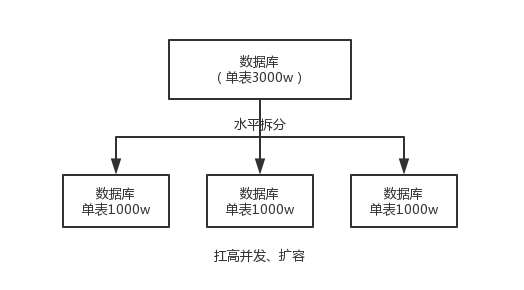 数据库
（单表3000w）
水平拆分
数据库
单表1000w
数据库
单表1000w
数据库
单表1000w
扛高并发、扩容